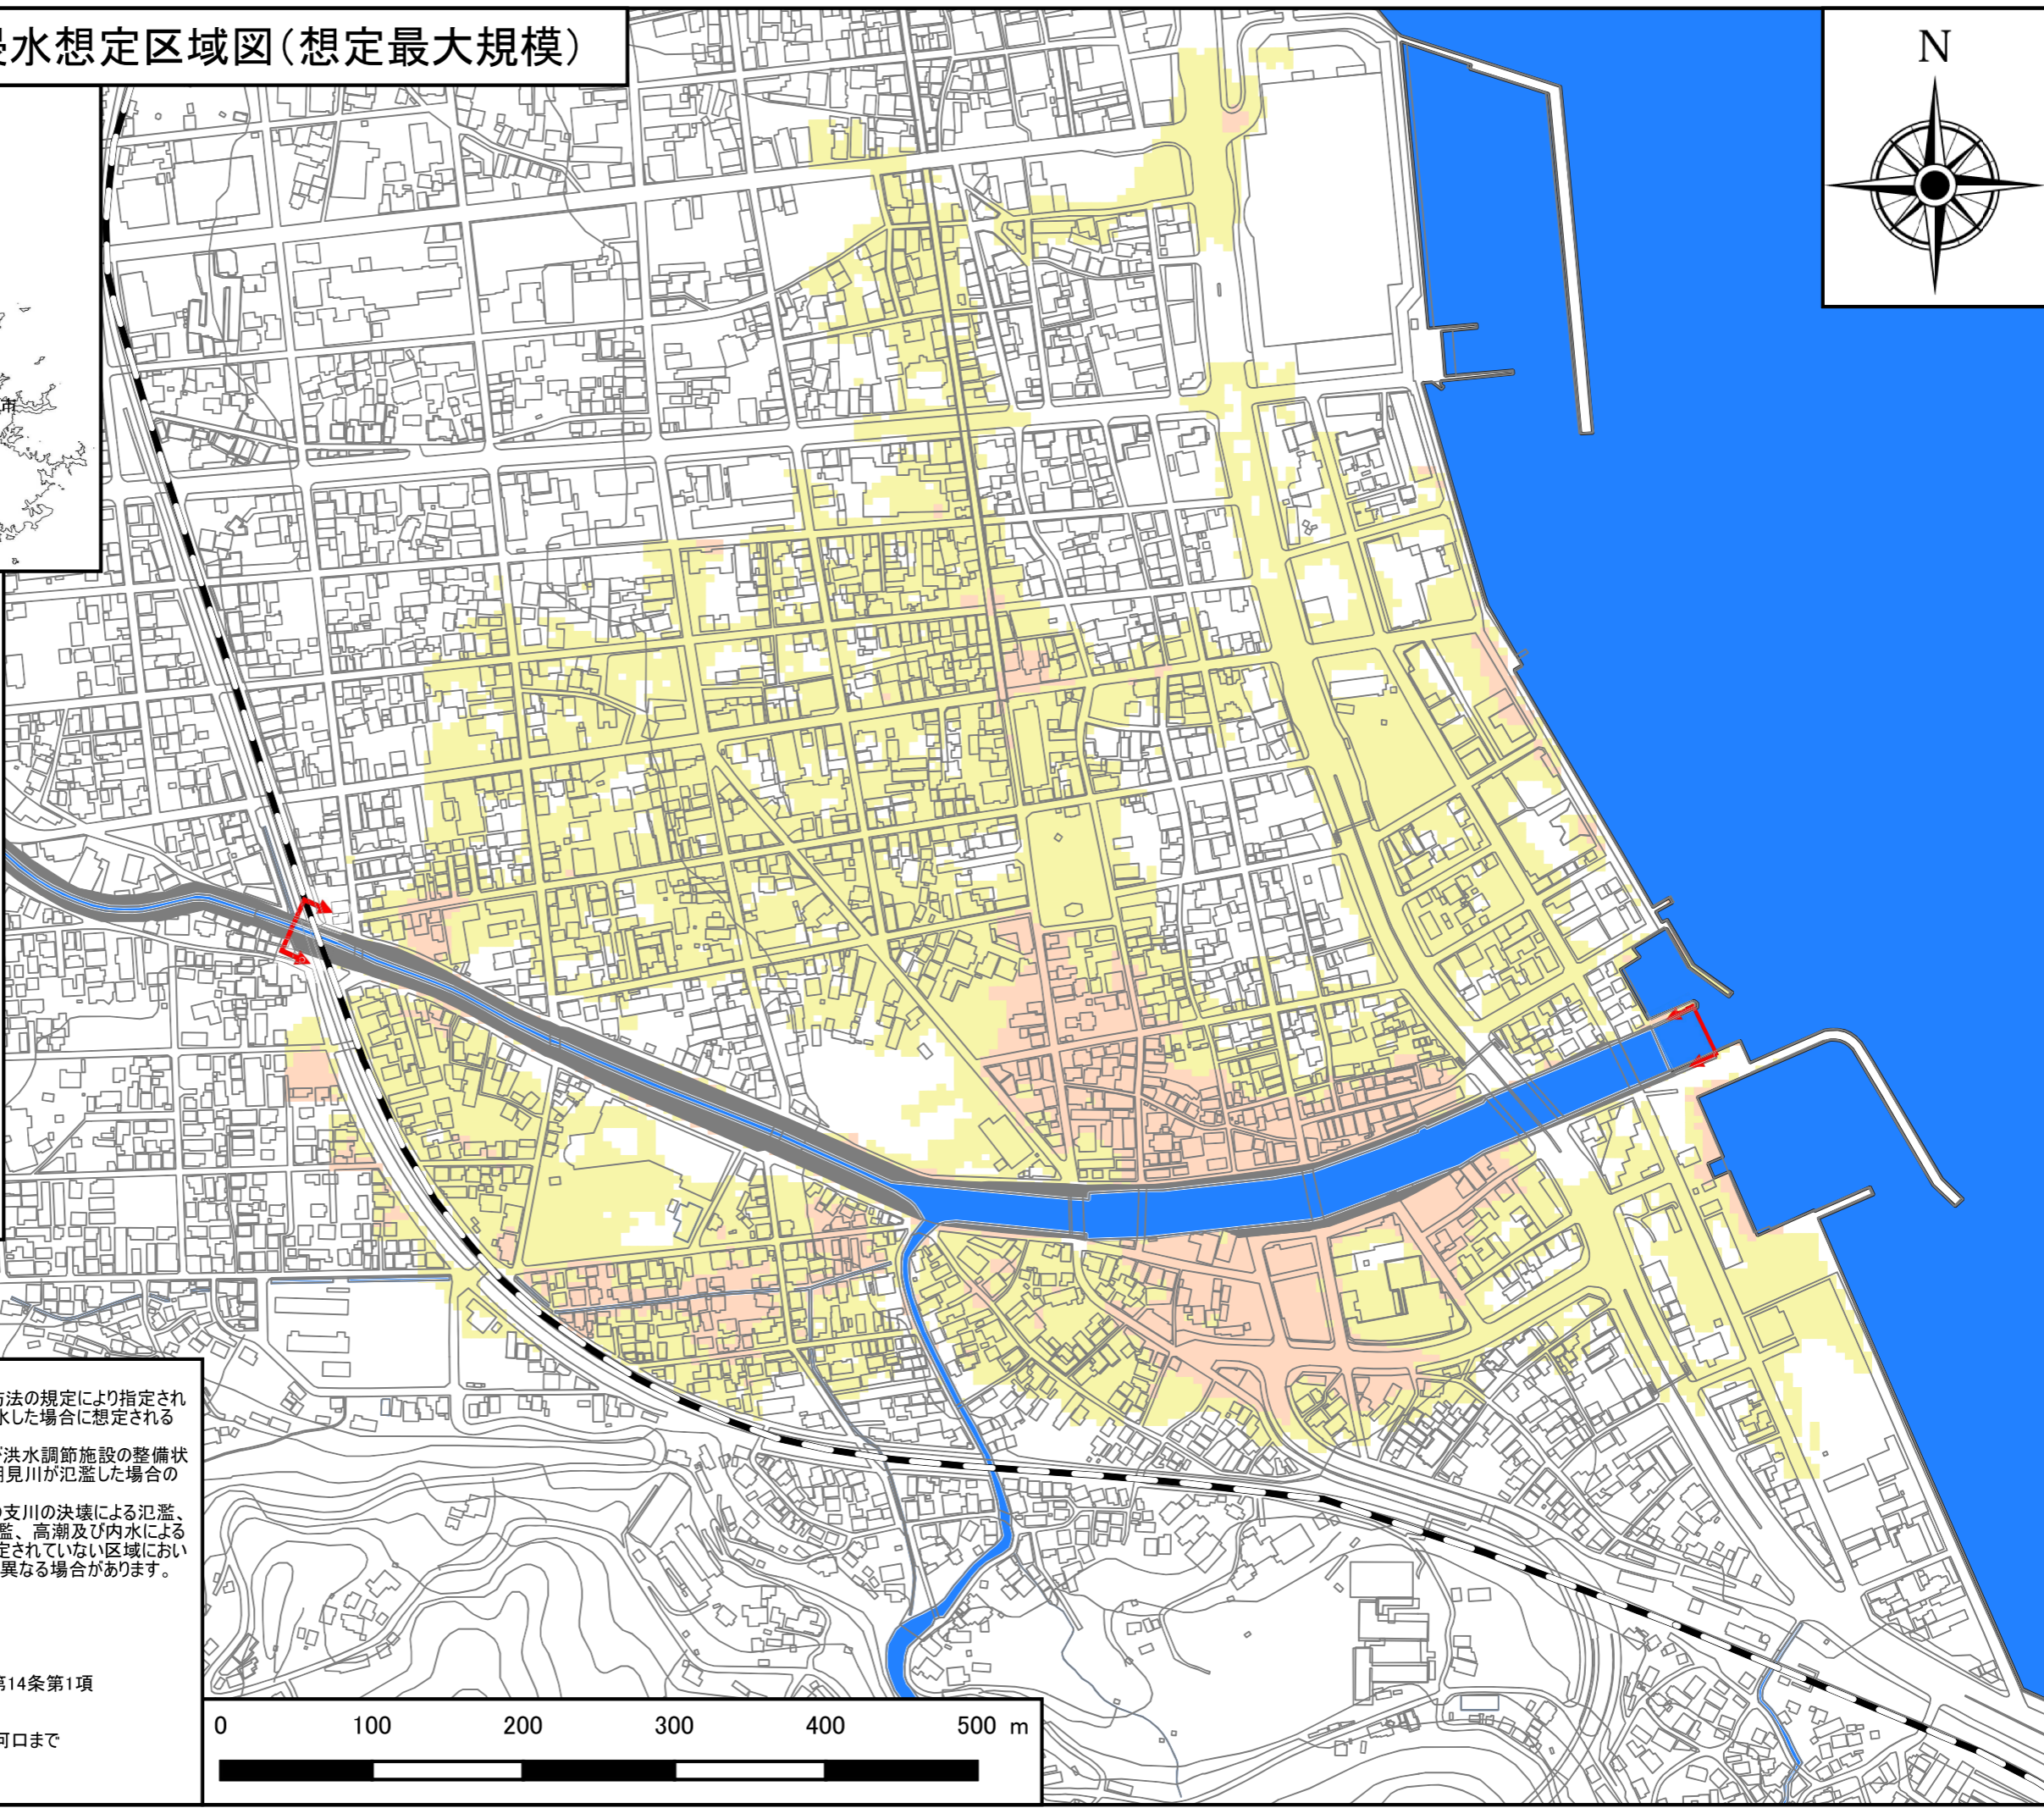 水想定区域図(想定最大規模)
N
市
方法の規定により指定され
水した場合に想定される
洪水調節施設の整備状
見川が氾濫した場合の
支川の決壊による氾濫、
濫、高潮及び内水による
定されていない区域におい
異なる場合があります。
第14条第1項
河口まで
0 100 200 300 400 500 m